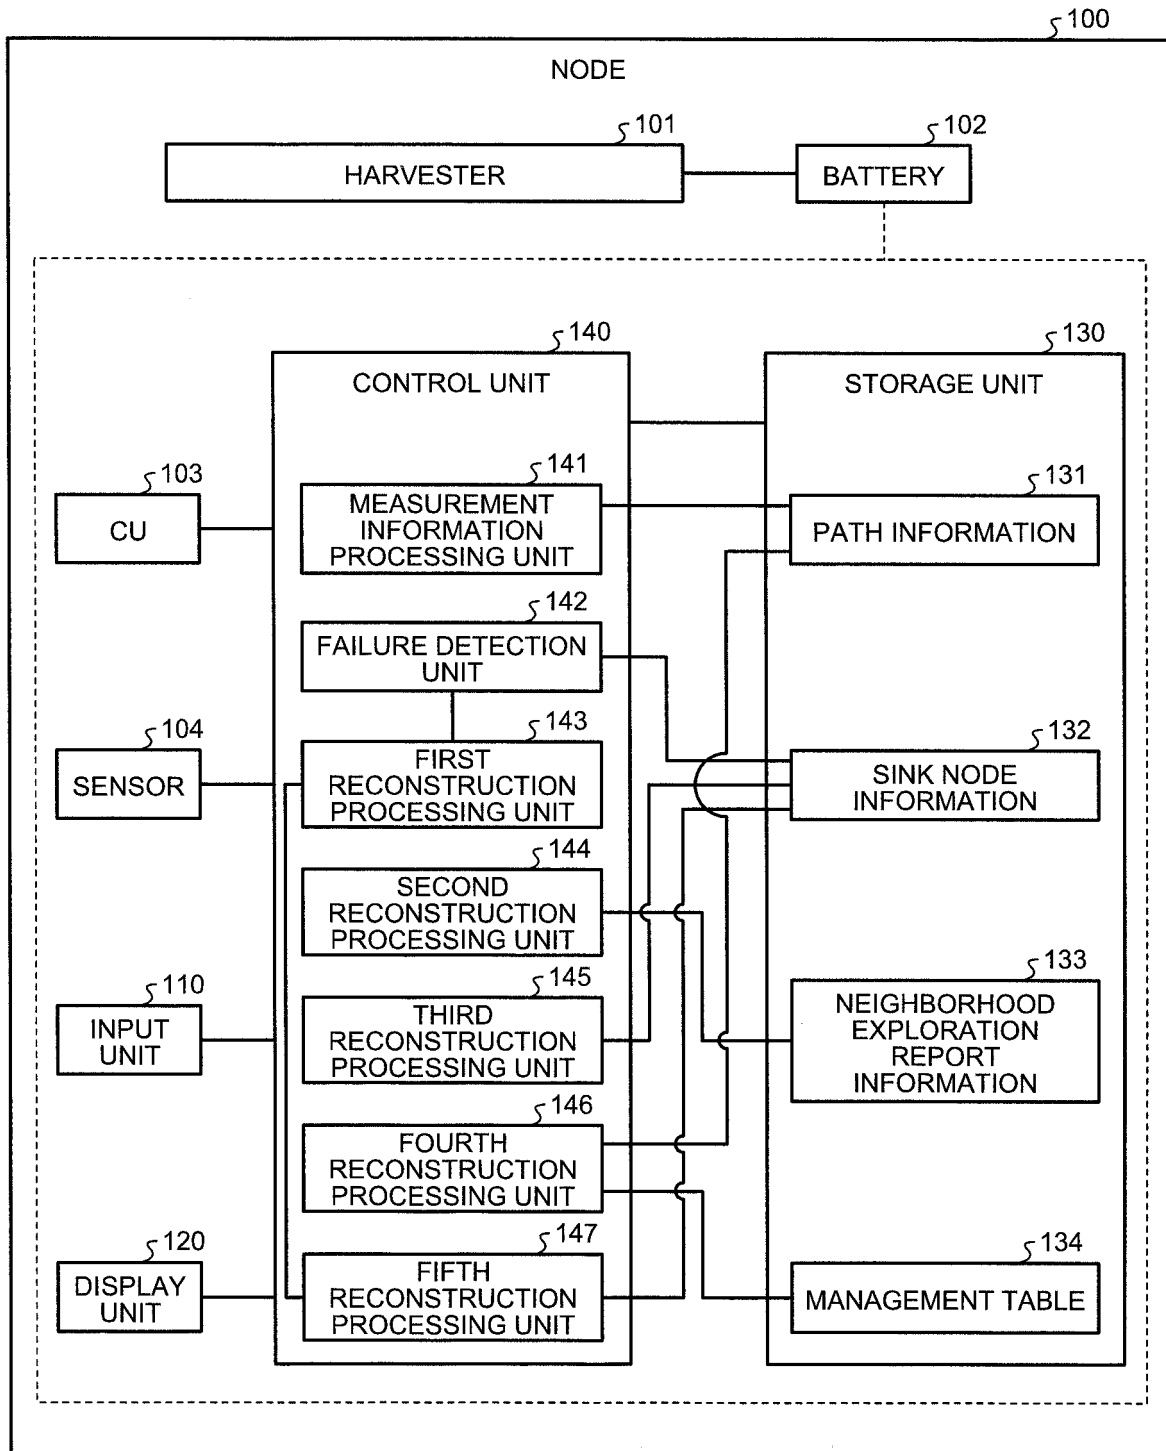 100
NODE
101
HARVESTER
102
BATTERY
140
CONTROL UNIT
130
STORAGE UNIT
103
CU
141
MEASUREMENT
INFORMATION
PROCESSING UNIT
131
PATH INFORMATION
142
FAILURE DETECTION
UNIT
104
SENSOR
143
FIRST
RECONSTRUCTION
PROCESSING UNIT
132
SINK NODE
INFORMATION
144
SECOND
RECONSTRUCTION
PROCESSING UNIT
110
INPUT
UNIT
145
THIRD
RECONSTRUCTION
PROCESSING UNIT
133
NEIGHBORHOOD
EXPLORATION
REPORT
INFORMATION
146
FOURTH
RECONSTRUCTION
PROCESSING UNIT
120
DISPLAY
UNIT
147
FIFTH
RECONSTRUCTION
PROCESSING UNIT
134
MANAGEMENT TABLE